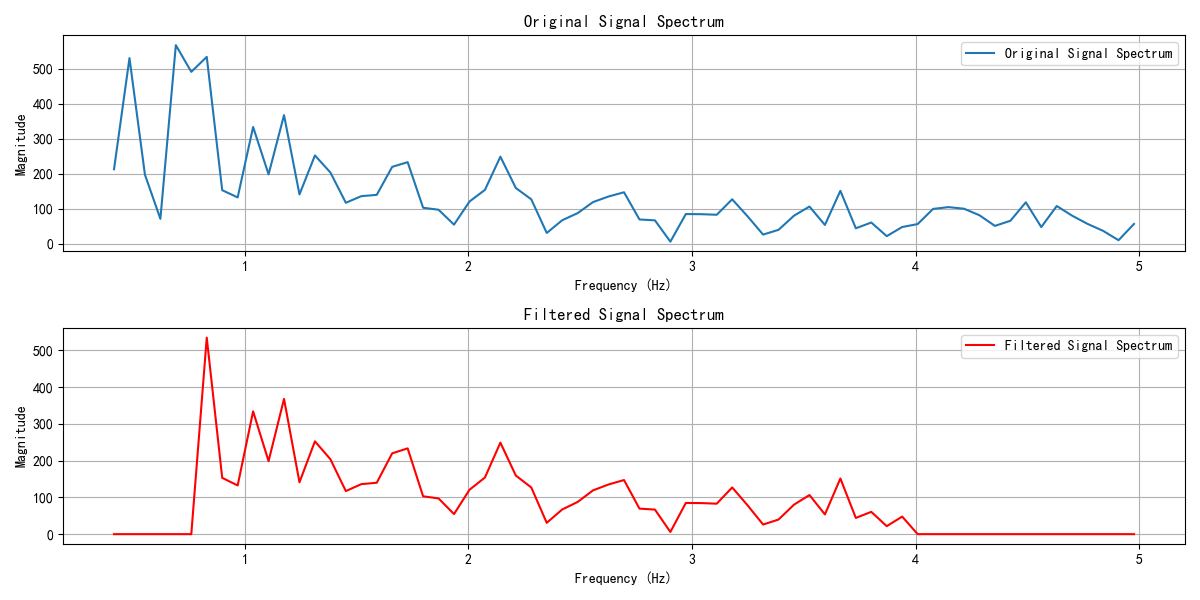 Original Signal Spectrum
Original Signal Spectrum
Magnitude
500
400
300
200
100
0
1 2 3 4 5
Frequency (Hz)
Filtered Signal Spectrum
Filtered Signal Spectrum
Magnitude
500
400
300
200
100
0
1 2 3 4 5
Frequency (Hz)